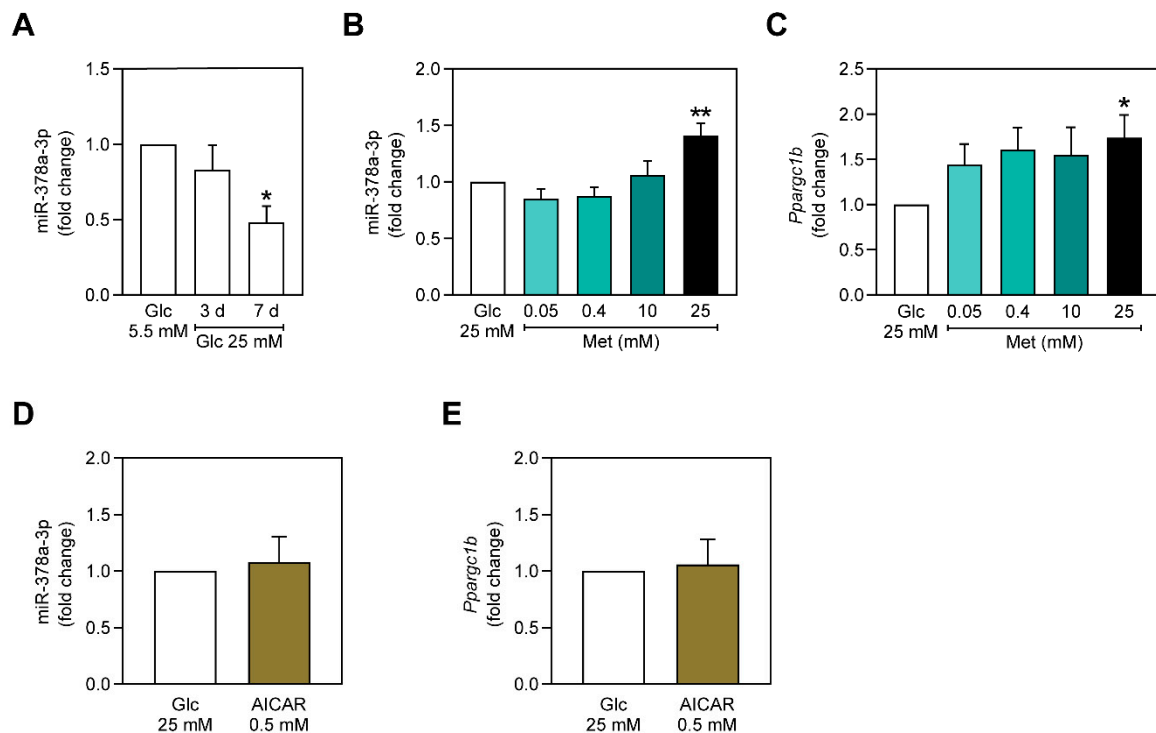 A
miR-378a-3p
(fold change)
1.5
1.0
0.5
0.0
*
Glc
5.5 mM
3 d
7 d
Glc 25 mM
B
miR-378a-3p
(fold change)
2.0
1.5
1.0
0.5
0.0
**
Glc
25 mM
0.05
0.4
10
25
Met (mM)
C
Ppargc1b
(fold change)
2.5
2.0
1.5
1.0
0.5
0.0
*
Glc
25 mM
0.05
0.4
10
25
Met (mM)
D
miR-378a-3p
(fold change)
2.0
1.5
1.0
0.5
0.0
Glc
25 mM
AICAR
0.5 mM
E
Ppargc1b
(fold change)
2.0
1.5
1.0
0.5
0.0
Glc
25 mM
AICAR
0.5 mM